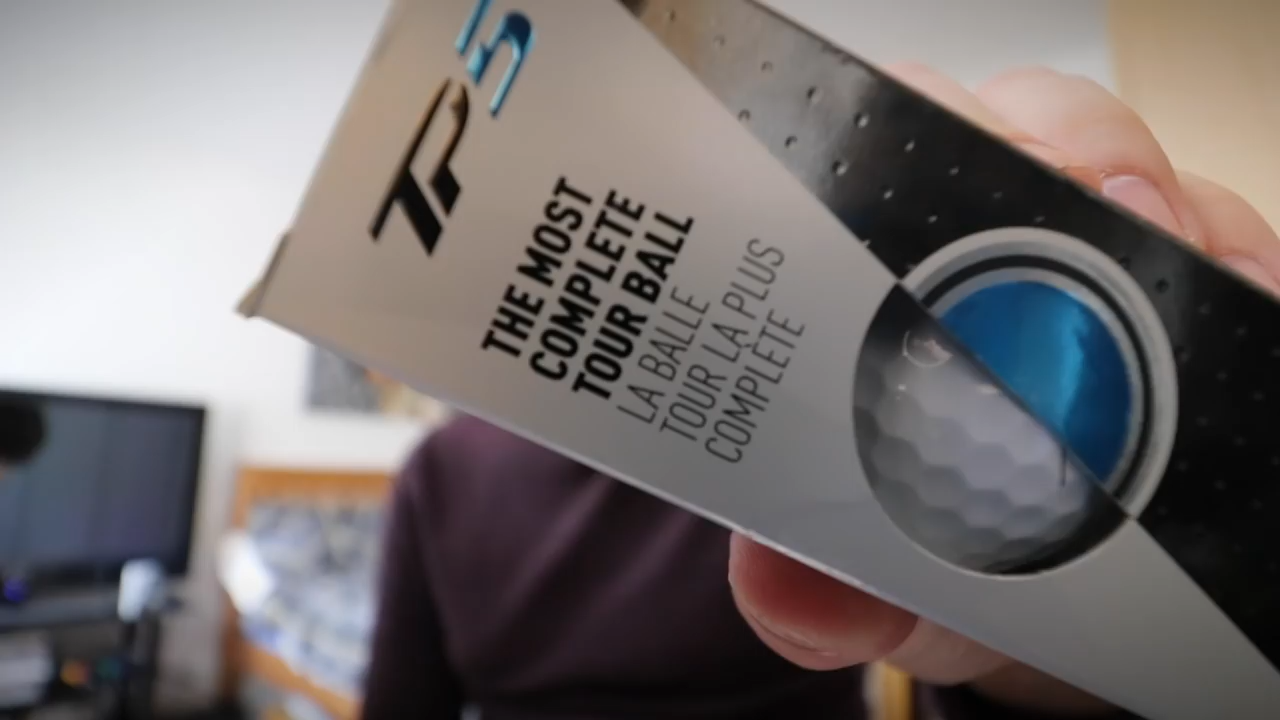 TP5
THE MOST
COMPLETE
TOUR BALL
LA BALLE
TOUR LA PLUS
COMPLÈTE